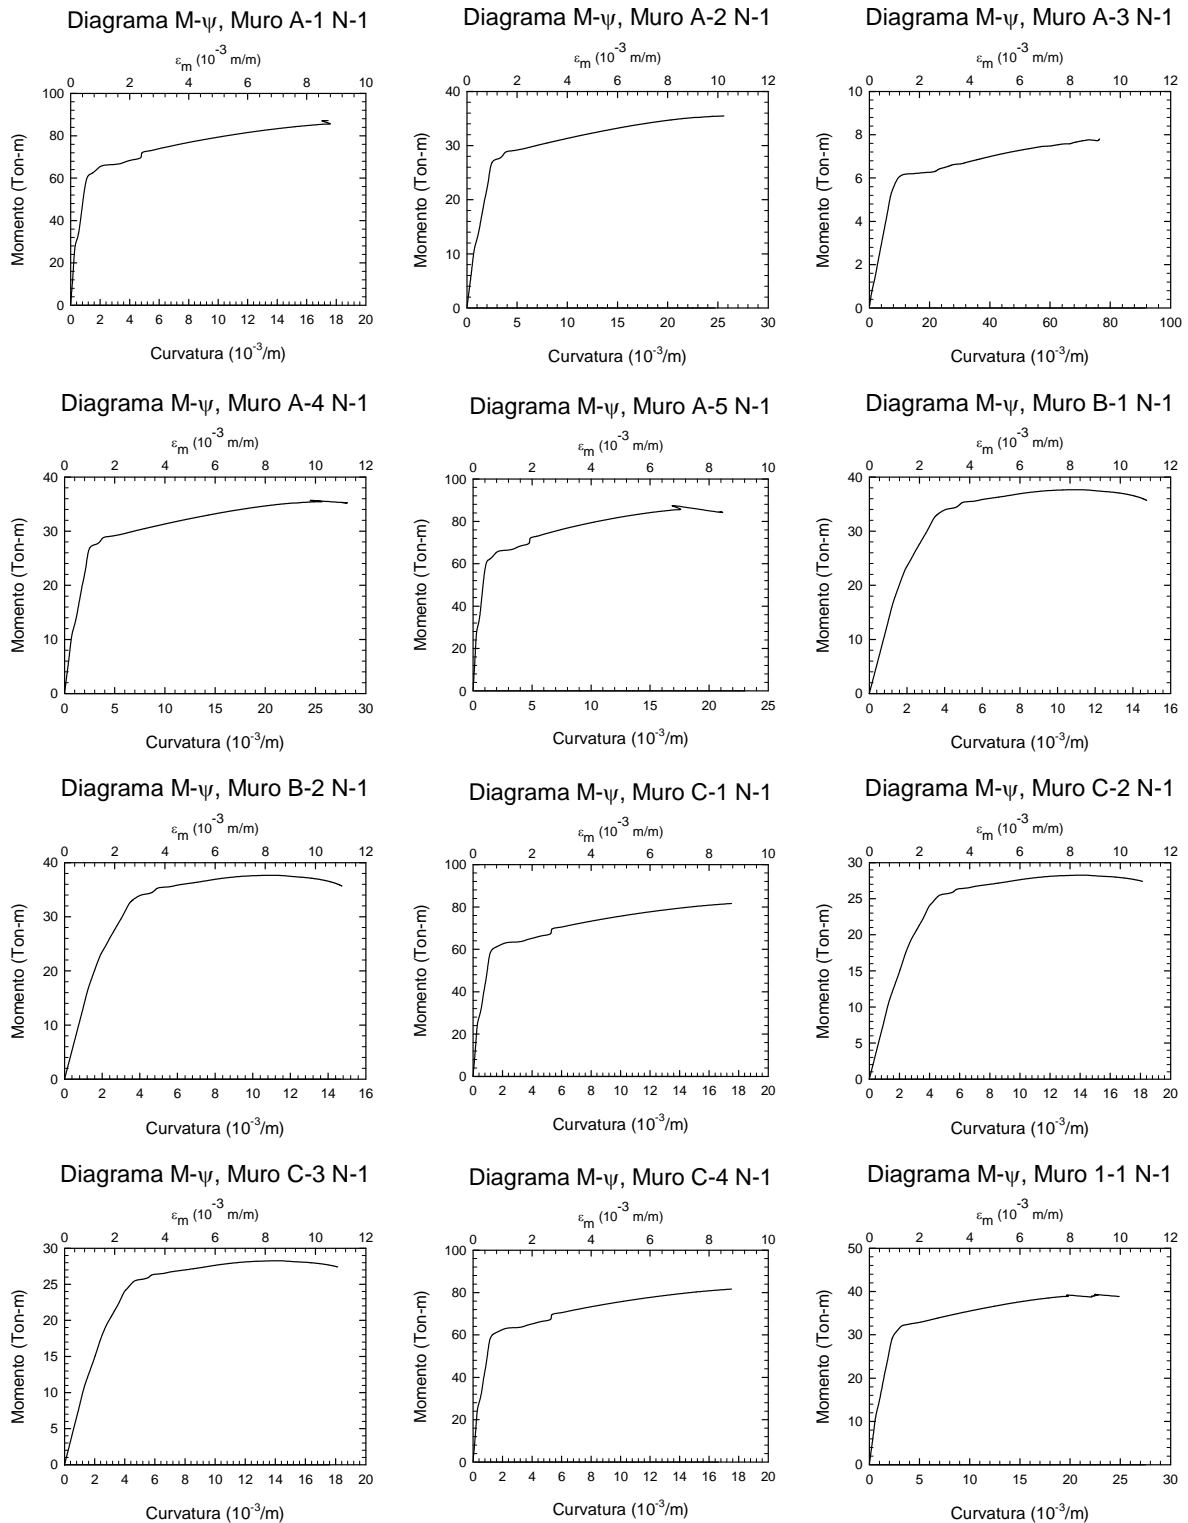 Diagrama M-ψ, Muro A-1 N-1
εm (10-3 m/m)
0 2 4 6 8 10
100
80
60
40
20
0
Momento (Ton-m)
0 2 4 6 8 10 12 14 16 18 20
Curvatura (10-3/m)
Diagrama M-ψ, Muro A-2 N-1
εm (10-3 m/m)
0 2 4 6 8 10 12
40
30
20
10
0
Momento (Ton-m)
0 5 10 15 20 25 30
Curvatura (10-3/m)
Diagrama M-ψ, Muro A-3 N-1
εm (10-3 m/m)
0 2 4 6 8 10 12
10
8
6
4
2
0
Momento (Ton-m)
0 20 40 60 80 100
Curvatura (10-3/m)
Diagrama M-ψ, Muro A-4 N-1
εm (10-3 m/m)
0 2 4 6 8 10 12
40
30
20
10
0
Momento (Ton-m)
0 5 10 15 20 25 30
Curvatura (10-3/m)
Diagrama M-ψ, Muro A-5 N-1
εm (10-3 m/m)
0 2 4 6 8 10
100
80
60
40
20
0
Momento (Ton-m)
0 5 10 15 20 25
Curvatura (10-3/m)
Diagrama M-ψ, Muro B-1 N-1
εm (10-3 m/m)
0 2 4 6 8 10 12
40
30
20
10
0
Momento (Ton-m)
0 2 4 6 8 10 12 14 16
Curvatura (10-3/m)
Diagrama M-ψ, Muro B-2 N-1
εm (10-3 m/m)
0 2 4 6 8 10 12
40
30
20
10
0
Momento (Ton-m)
0 2 4 6 8 10 12 14 16
Curvatura (10-3/m)
Diagrama M-ψ, Muro C-1 N-1
εm (10-3 m/m)
0 2 4 6 8 10
100
80
60
40
20
0
Momento (Ton-m)
0 2 4 6 8 10 12 14 16 18 20
Curvatura (10-3/m)
Diagrama M-ψ, Muro C-2 N-1
εm (10-3 m/m)
0 2 4 6 8 10 12
30
25
20
15
10
5
0
Momento (Ton-m)
0 2 4 6 8 10 12 14 16 18 20
Curvatura (10-3/m)
Diagrama M-ψ, Muro C-3 N-1
εm (10-3 m/m)
0 2 4 6 8 10 12
30
25
20
15
10
5
0
Momento (Ton-m)
0 2 4 6 8 10 12 14 16 18 20
Curvatura (10-3/m)
Diagrama M-ψ, Muro C-4 N-1
εm (10-3 m/m)
0 2 4 6 8 10
100
80
60
40
20
0
Momento (Ton-m)
0 2 4 6 8 10 12 14 16 18 20
Curvatura (10-3/m)
Diagrama M-ψ, Muro 1-1 N-1
εm (10-3 m/m)
0 2 4 6 8 10 12
50
40
30
20
10
0
Momento (Ton-m)
0 5 10 15 20 25 30
Curvatura (10-3/m)